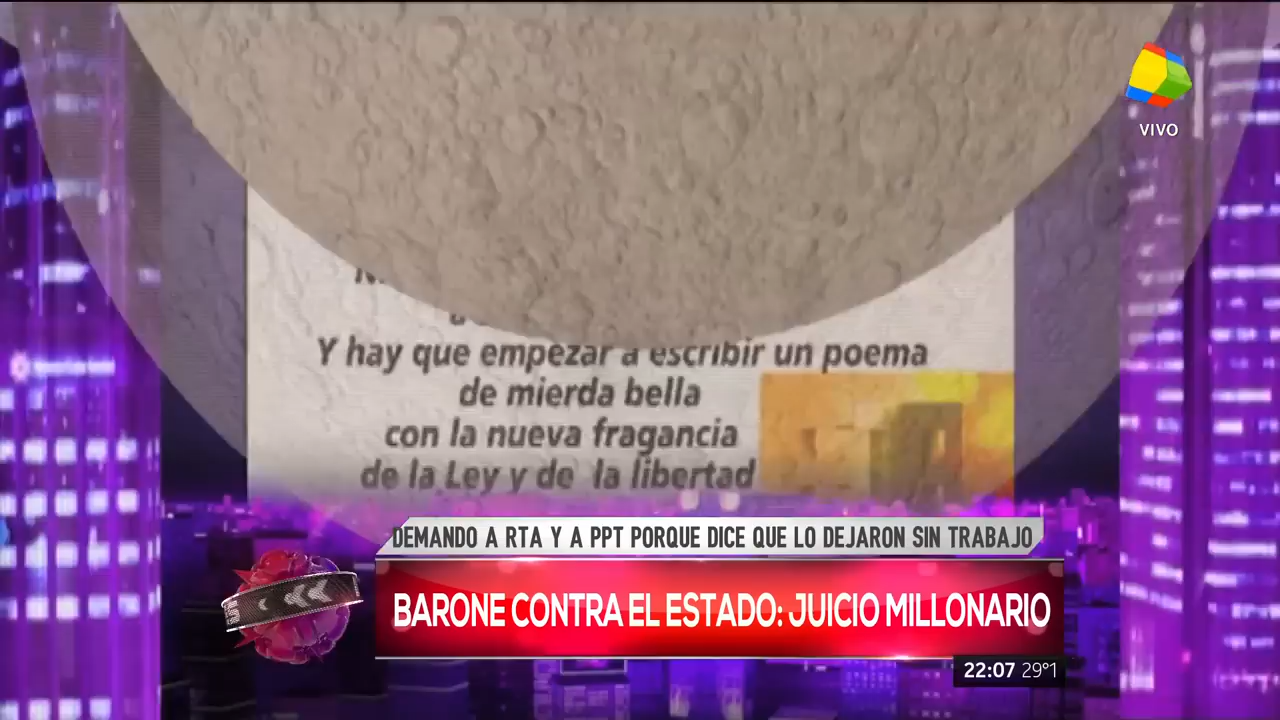 VIVO
Y hay que empezar a escribir un poema
de mierda bella
con la nueva fragancia
de la Ley y de la libertad
DEMANDO A RTA Y A PPT PORQUE DICE QUE LO DEJARON SIN TRABAJO
BARONE CONTRA EL ESTADO: JUICIO MILLONARIO
22:07 29°1